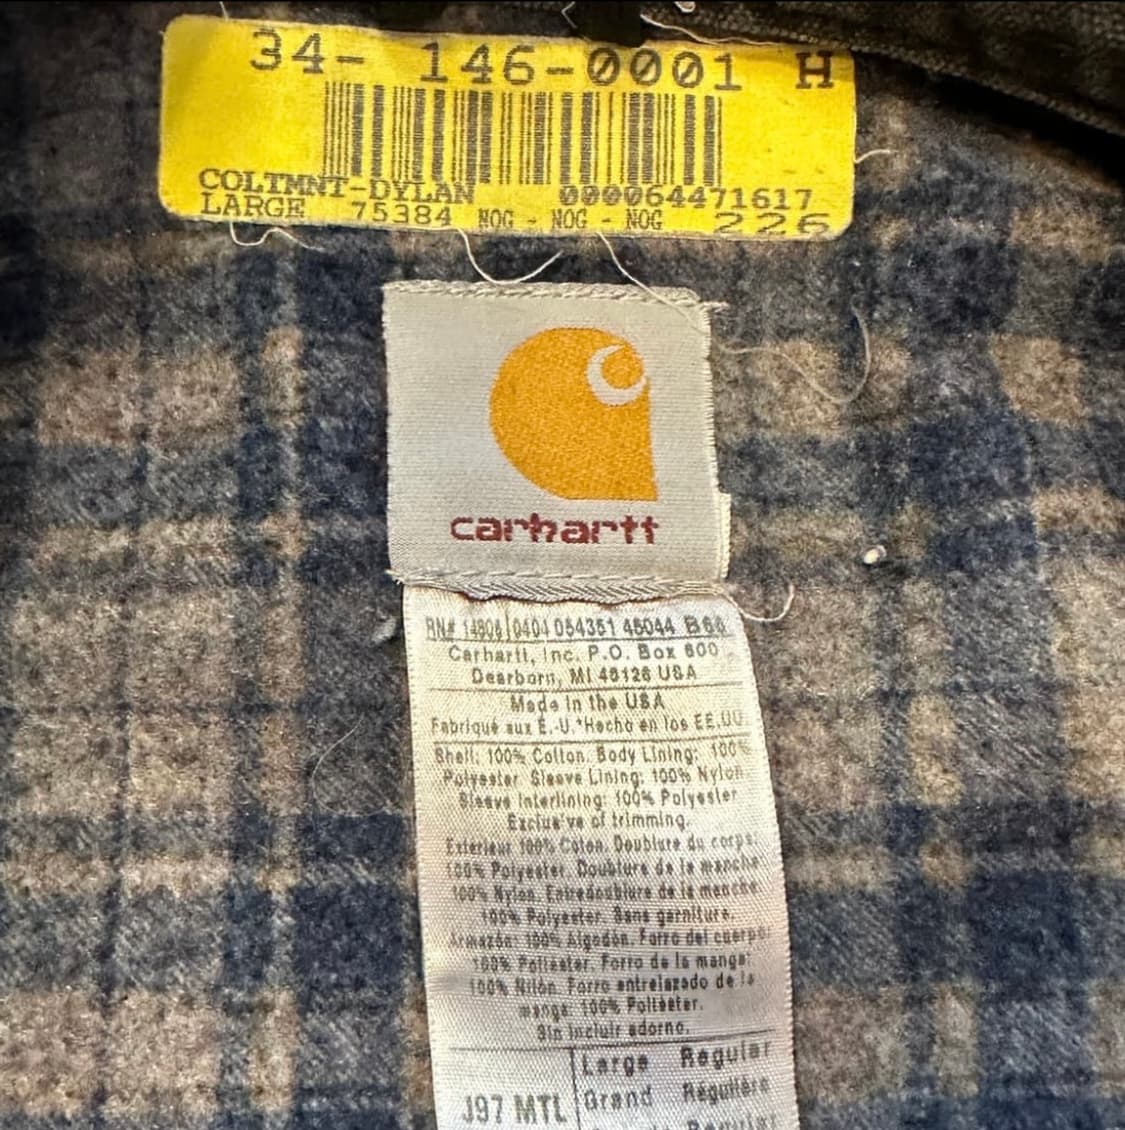 34- 146-0001 H
COLTMNT-DYLAN 000064471617
LARGE 75384 NOG - NOG - NOG 226
carhartt
RN# 14806 0404 054351 45044
Carhartt, Inc. P.O. Box 600
Dearborn, MI 48126 USA
Made in the USA
Fabriqué aux É.-U. *Hecho en los EE.UU.
Shell: 100% Cotton. Body Lining: 100%
Polyester Sleeve Lining: 100% Nylon
Sleeve Interlining: 100% Polyester
of trimming.
Extérieur 100% Coton. Doublure du corps:
100% Polyester. Doublure de la manche
100% Nylon. Entredoublure de la manche:
100% Polyester. Sans garniture.
Armazón: 100% Algodón. Forro del cuerpo:
100% Poliéster. Forro de la manga:
100% Nilón. Forro entrelazado de la
manga: 100% Poliéster.
Sin incluir adorno.
Large Regular
J97 MTL Grand Régulière
Regular